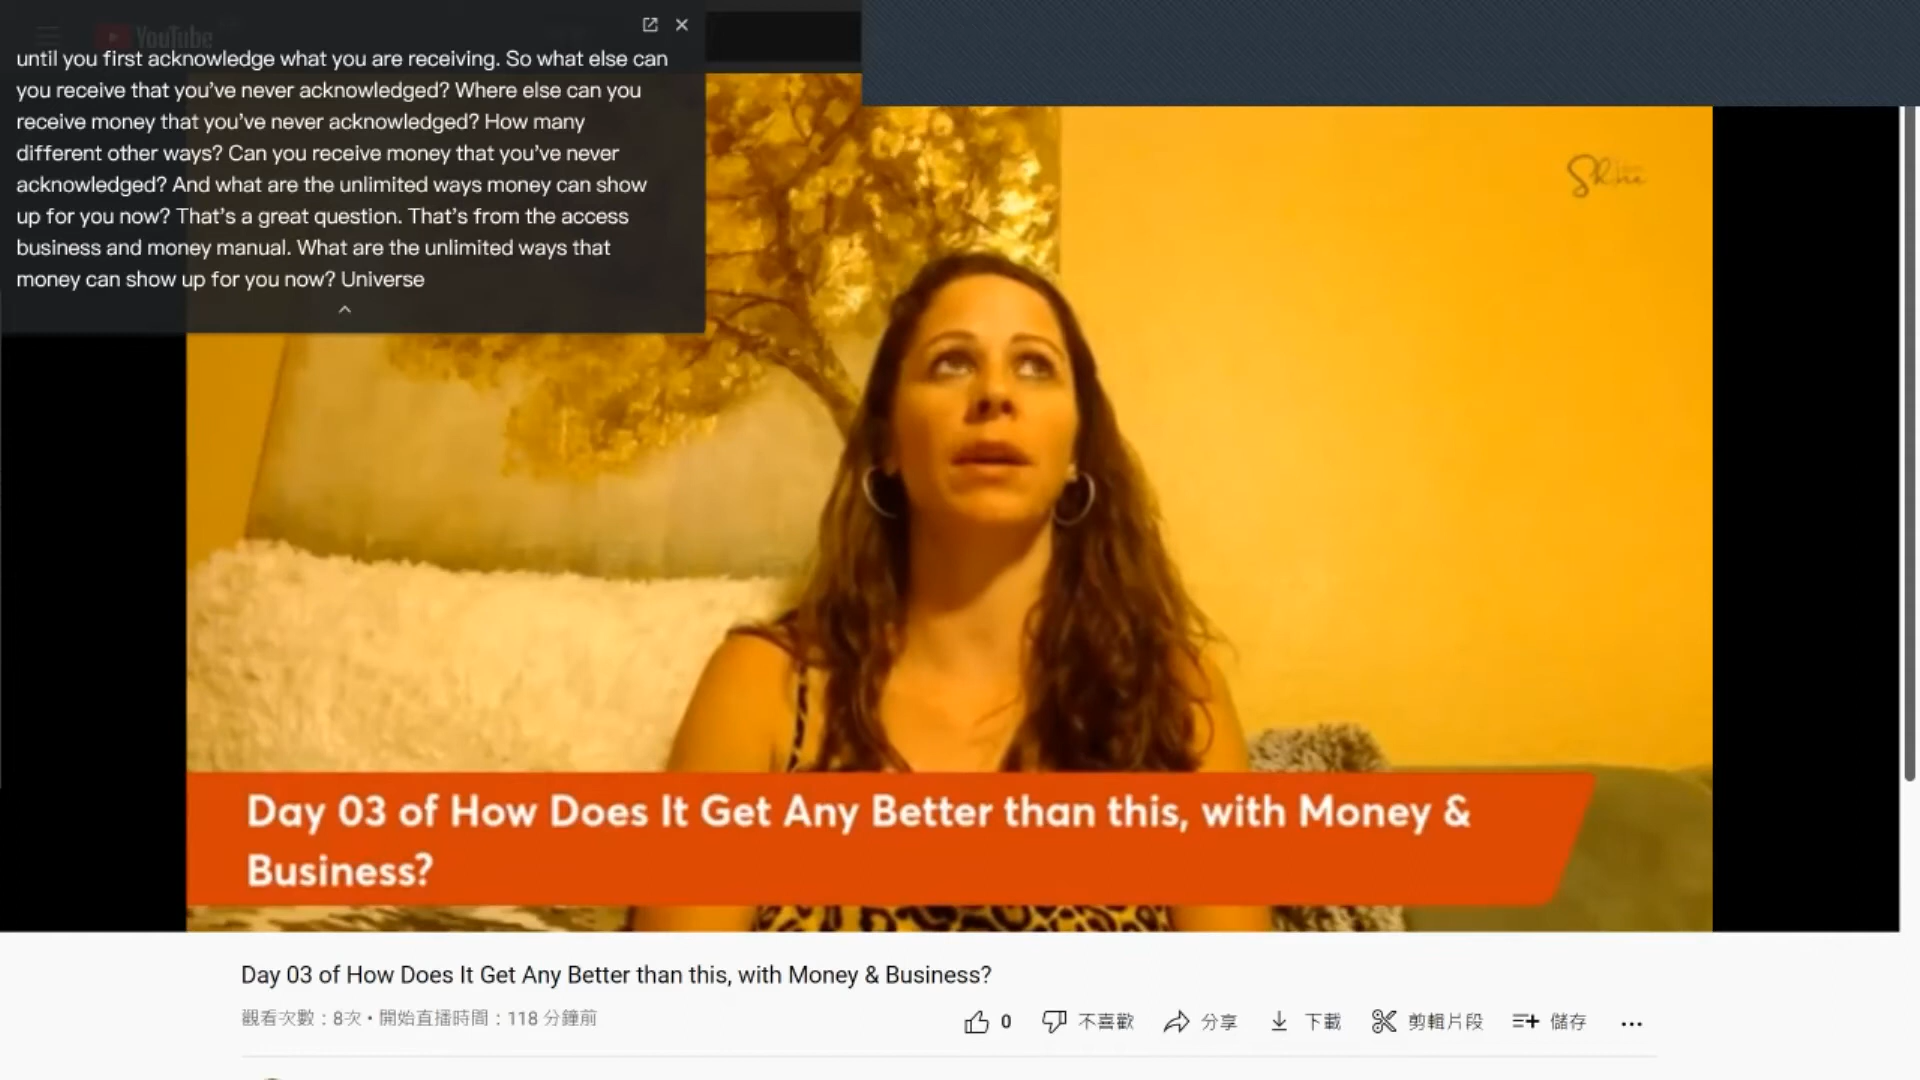 YouTube
until you first acknowledge what you are receiving. So what else can
you receive that you've never acknowledged? Where else can you
receive money that you've never acknowledged? How many
different other ways? Can you receive money that you've never
acknowledged? And what are the unlimited ways money can show
up for you now? That's a great question. That's from the access
business and money manual. What are the unlimited ways that
money can show up for you now? Universe
Shine
Day 03 of How Does It Get Any Better than this, with Money &
Business?
Day 03 of How Does It Get Any Better than this, with Money & Business?
觀看次數：8次 • 開始直播時間：118 分鐘前
0 不喜歡 分享 下載 剪輯片段 儲存